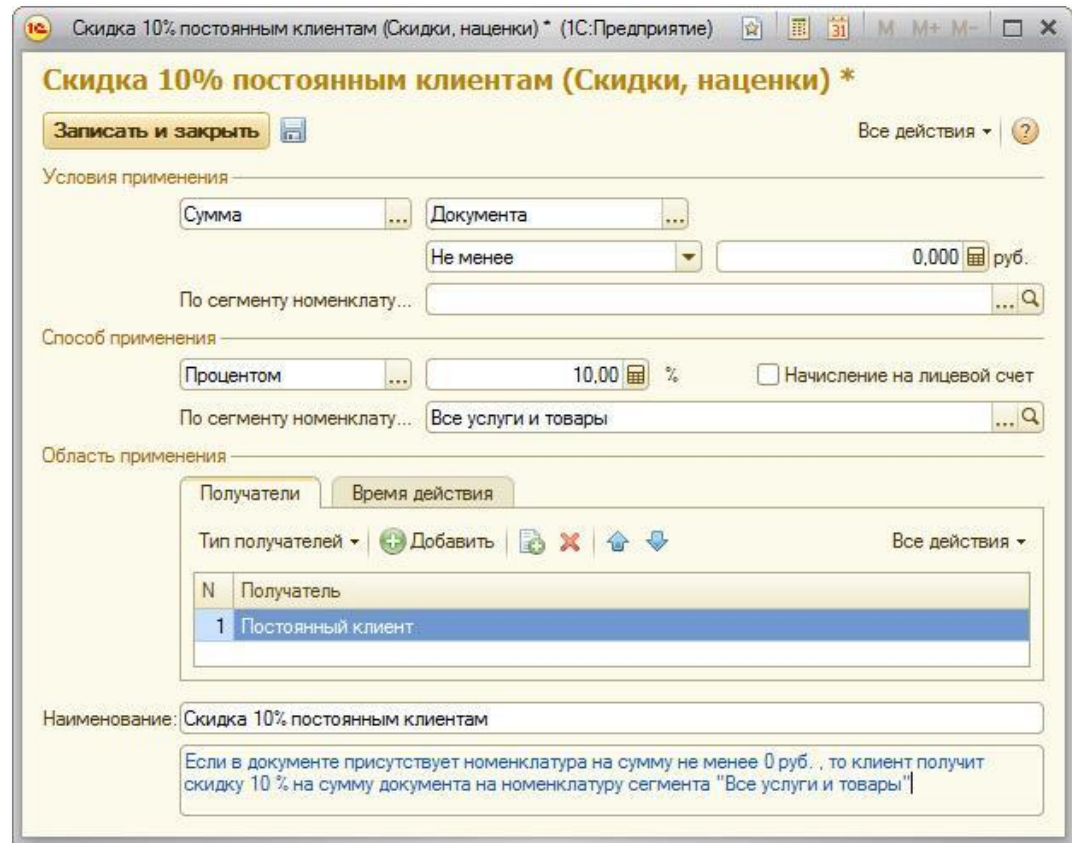 Скидка 10% постоянным клиентам (Скидки, наценки) * (1С:Предприятие) 31 M M+ M-
Скидка 10% постоянным клиентам (Скидки, наценки) *
Записать и закрыть Все действия ?
Условия применения
Сумма ... Документа ...
Не менее 0,000 руб.
По сегменту номенклату... ...
Способ применения
Процентом ... 10,00 % Начисление на лицевой счет
По сегменту номенклату... Все услуги и товары ...
Область применения
Получатели Время действия
Тип получателей Добавить Все действия
N Получатель
1 Постоянный клиент
Наименование: Скидка 10% постоянным клиентам
Если в документе присутствует номенклатура на сумму не менее 0 руб. , то клиент получит
скидку 10 % на сумму документа на номенклатуру сегмента "Все услуги и товары"